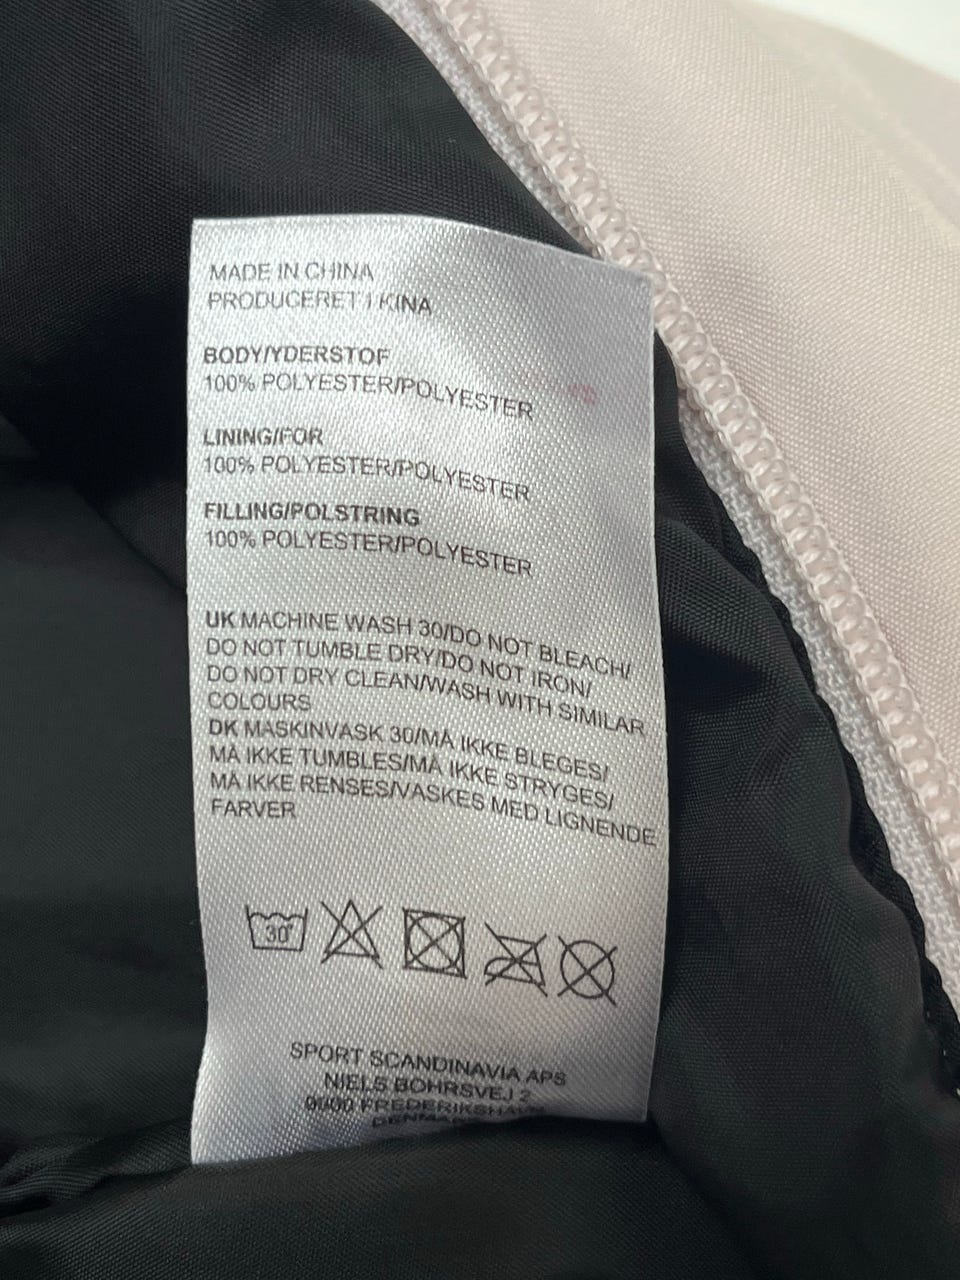 MADE IN CHINA
PRODUCERET I KINA
BODY/YDERSTOF
100% POLYESTER/POLYESTER
LINING/FOR
100% POLYESTER/POLYESTER
FILLING/POLSTRING
100% POLYESTER/POLYESTER
UK MACHINE WASH 30/DO NOT BLEACH/
DO NOT TUMBLE DRY/DO NOT IRON/
DO NOT DRY CLEAN/WASH WITH SIMILAR
COLOURS
DK MASKINVASK 30/MÅ IKKE BLEGES/
MÅ IKKE TUMBLES/MÅ IKKE STRYGES/
MÅ IKKE RENSES/VASKES MED LIGNENDE
FARVER
30°
SPORT SCANDINAVIA APS
NIELS BOHRSVEJ 2
FREDERIKSHAVN